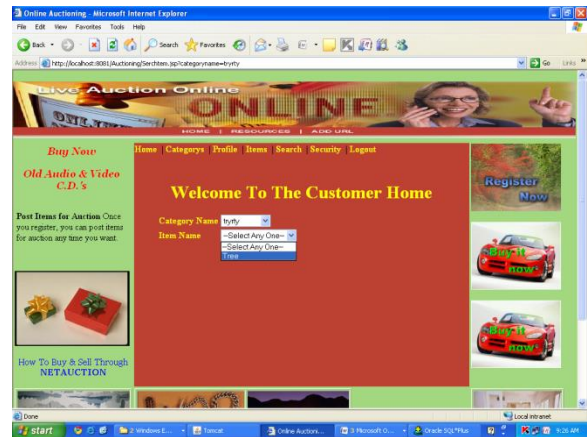 Online Auctioning - Microsoft Internet Explorer
File Edit View Favorites Tools Help
Back Search Favorites
Address http://localhost:8081/Auctioning/SerchItem.jsp?categoryname=tryrty Go Links
Live Auction Online
ONLINE
HOME | RESOURCES | ADD URL
Buy Now
Old Audio & Video
C.D.'s
Post Items for Auction Once
you register, you can post items
for auction any time you want.
How To Buy & Sell Through
NETAUCTION
Home | Categorys | Profile | Items | Search | Security | Logout
Welcome To The Customer Home
Category Name tryrty
Item Name --Select Any One--
--Select Any One--
Tree
Register
Now
Buy it
now
Buy it
now
Done Local intranet
start 2 Windows E... Tomcat Online Auctioni... 3 Microsoft O... Oracle SQL*Plus 9:26 AM